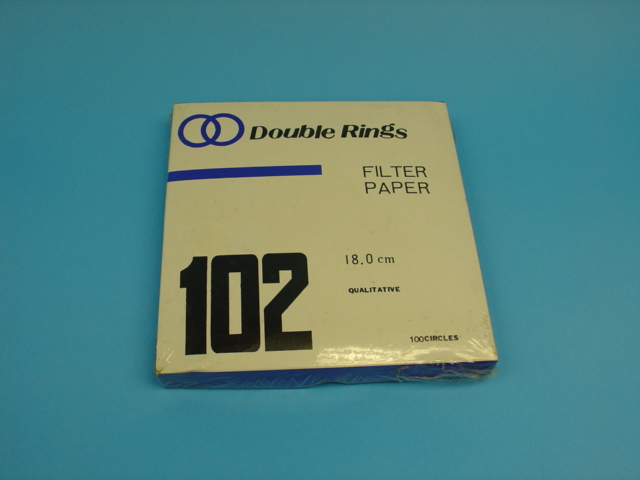 Double Rings
FILTER
PAPER
102
18.0 cm
QUALITATIVE
100CIRCLES